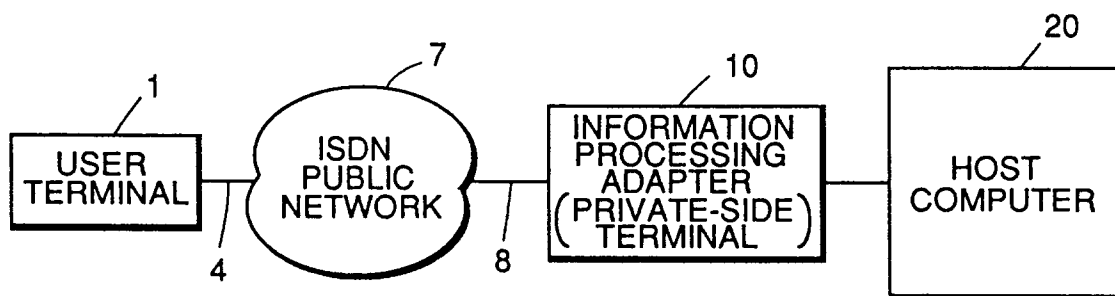 1
USER
TERMINAL
4
7
ISDN
PUBLIC
NETWORK
8
10
INFORMATION
PROCESSING
ADAPTER
(PRIVATE-SIDE
TERMINAL)
20
HOST
COMPUTER